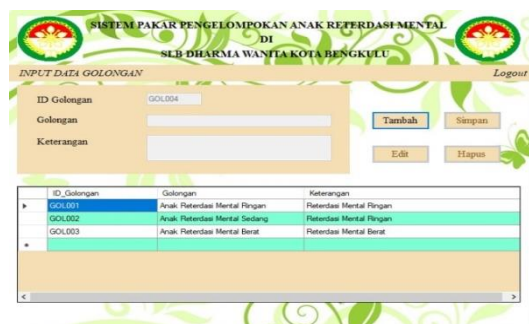 SISTEM PAKAR PENGELOMPOKAN ANAK RETERDASI MENTAL
DI
SLB DHARMA WANITA KOTA BENGKULU
INPUT DATA GOLONGAN Logout
ID Golongan GOL004
Golongan
Tambah Simpan
Keterangan
Edit Hapus
ID_Golongan Golongan Keterangan
GOL001 Anak Reterdasi Mental Ringan Reterdasi Mental Ringan
GOL002 Anak Reterdasi Mental Sedang Reterdasi Mental Ringan
GOL003 Anak Reterdasi Mental Berat Reterdasi Mental Berat